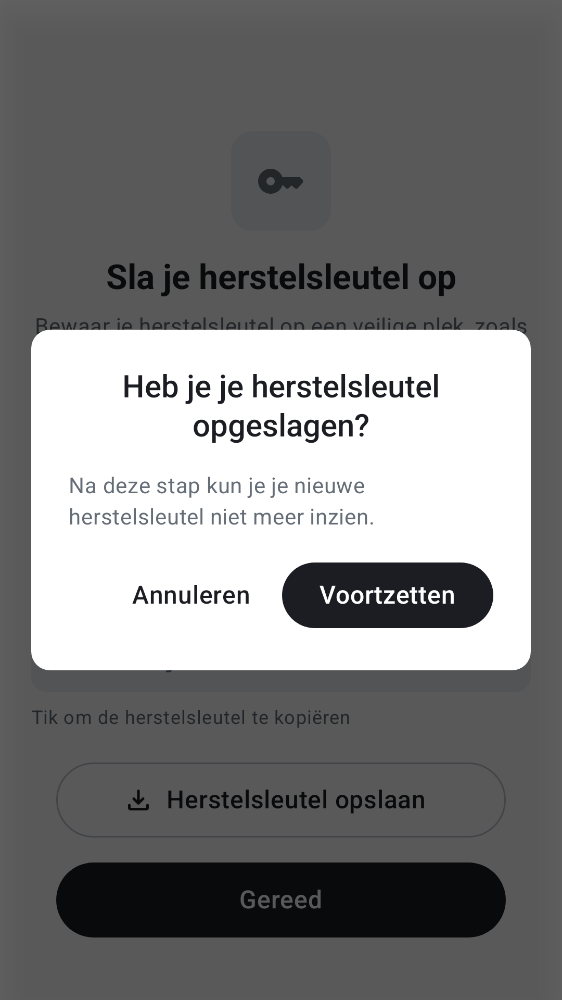 Sla je herstelsleutel op
Bewaar je herstelsleutel op een veilige plek, zoals
Heb je je herstelsleutel
opgeslagen?
Na deze stap kun je je nieuwe
herstelsleutel niet meer inzien.
Annuleren
Voortzetten
Tik om de herstelsleutel te kopiëren
Herstelsleutel opslaan
Gereed